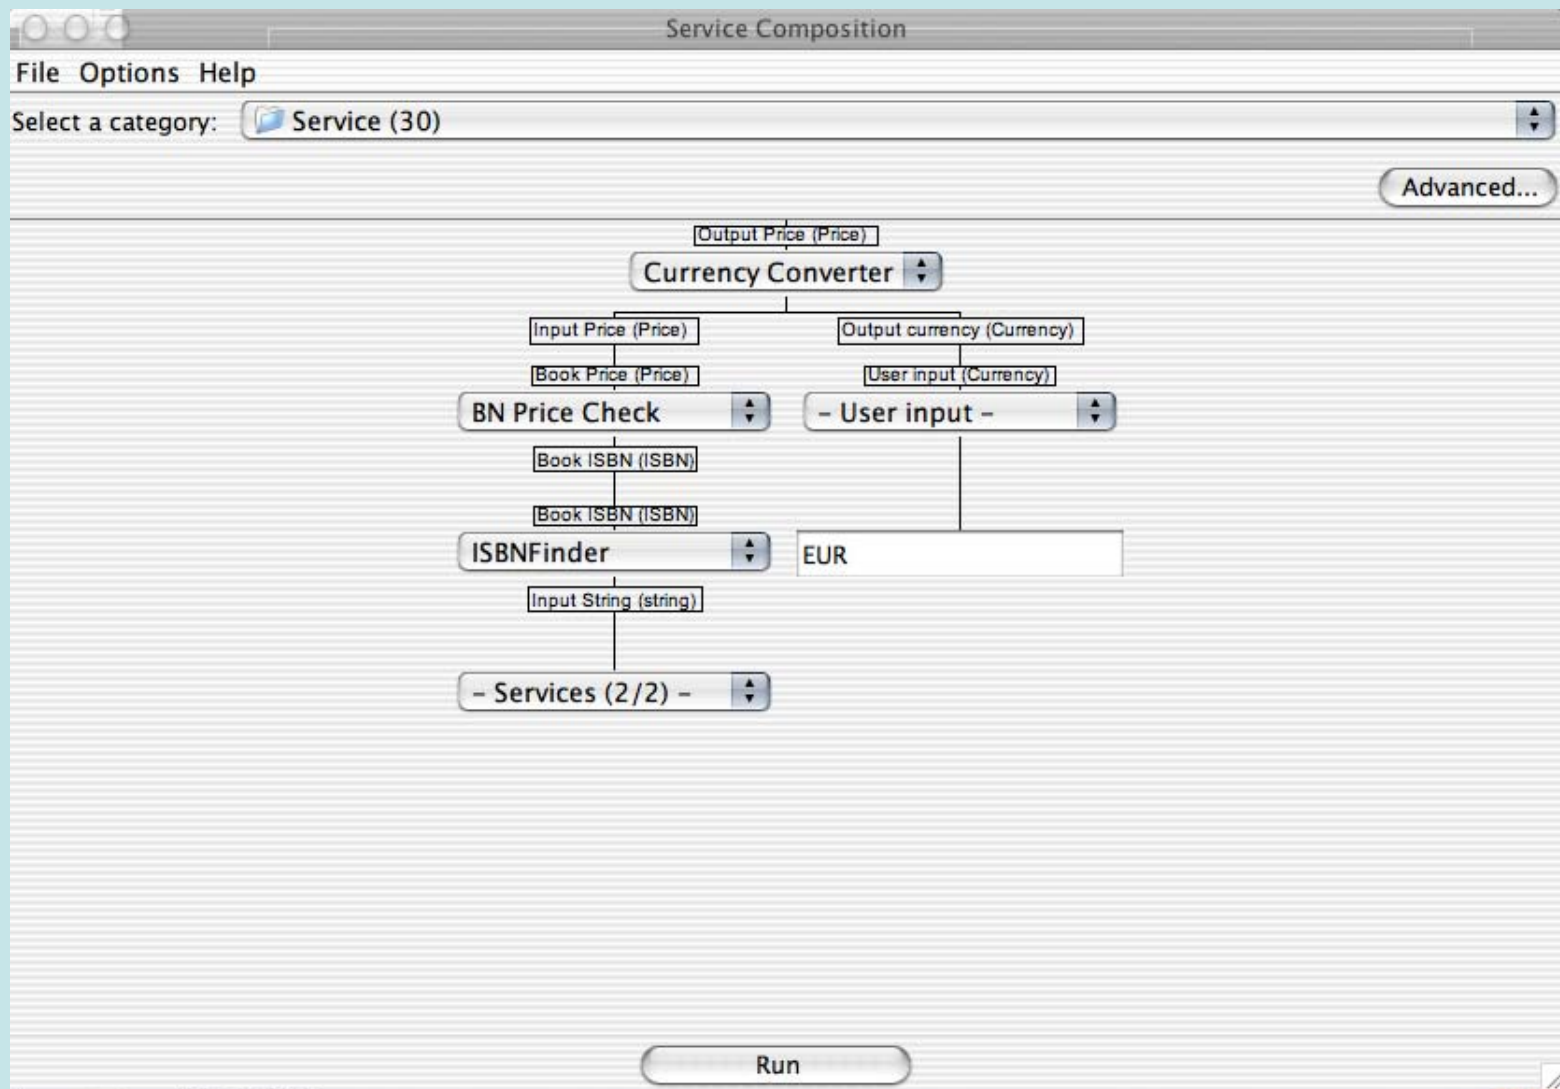 Service Composition
File Options Help
Select a category: Service (30)
Advanced...
Output Price (Price)
Currency Converter
Input Price (Price) Output currency (Currency)
Book Price (Price) User input (Currency)
BN Price Check – User input –
Book ISBN (ISBN)
Book ISBN (ISBN)
ISBNFinder EUR
Input String (string)
– Services (2/2) –
Run